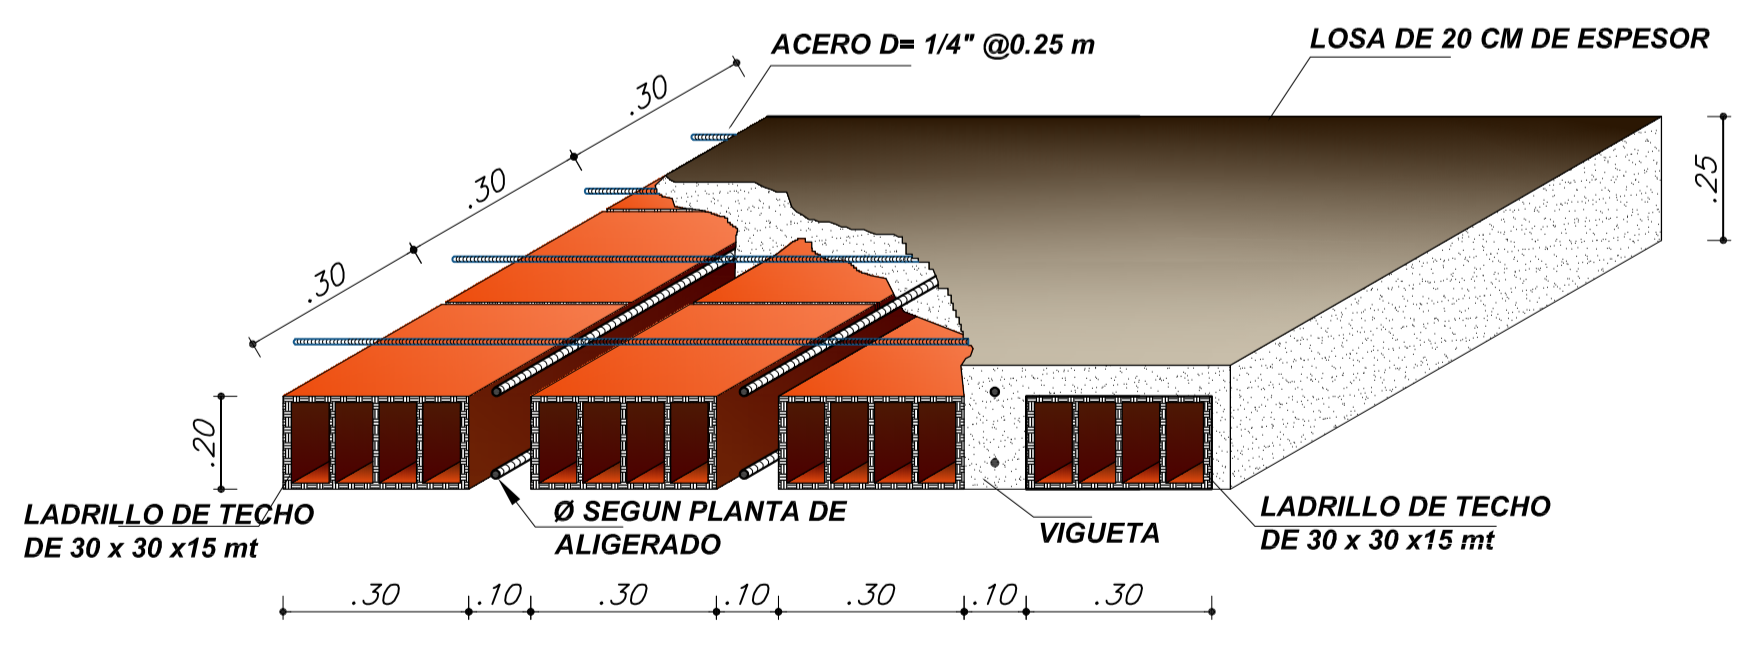 ACERO D= 1/4" @0.25 m
LOSA DE 20 CM DE ESPESOR
.30
.30
.30
.25
.20
LADRILLO DE TECHO
DE 30 x 30 x15 mt
Ø SEGUN PLANTA DE
ALIGERADO
VIGUETA
LADRILLO DE TECHO
DE 30 x 30 x15 mt
.30
.10
.30
.10
.30
.10
.30